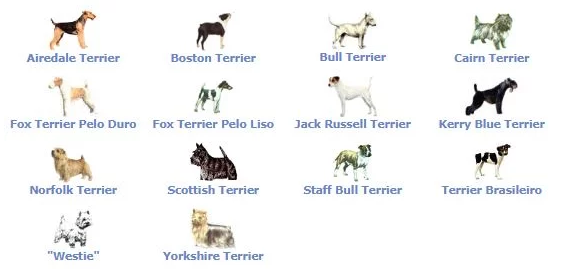 Airedale Terrier
Boston Terrier
Bull Terrier
Cairn Terrier
Fox Terrier Pelo Duro
Fox Terrier Pelo Liso
Jack Russell Terrier
Kerry Blue Terrier
Norfolk Terrier
Scottish Terrier
Staff Bull Terrier
Terrier Brasileiro
"Westie"
Yorkshire Terrier